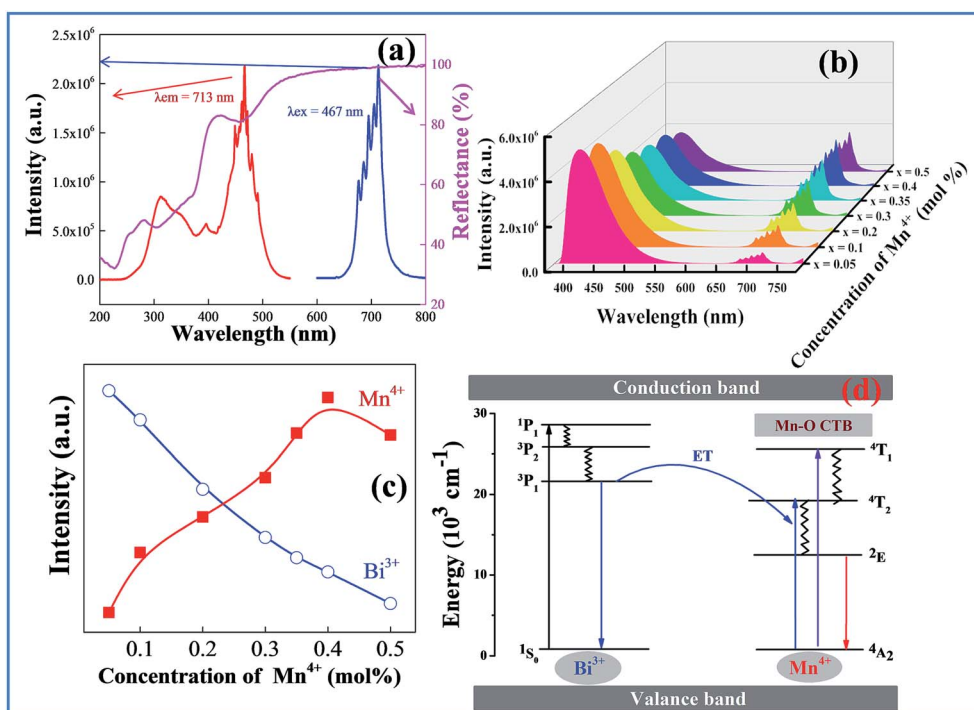 (a)
2.5x10⁶
2.0x10⁶
1.5x10⁶
1.0x10⁶
5.0x10⁵
0.0
Intensity (a.u.)
λem = 713 nm
λex = 467 nm
100
80
60
40
20
Reflectance (%)
200 300 400 500 600 700 800
Wavelength (nm)
(b)
6.0x10⁶
4.0x10⁶
2.0x10⁶
0.0
Intensity (a.u.)
400 450 500 550 600 650 700 750
Wavelength (nm)
x = 0.5
x = 0.4
x = 0.35
x = 0.3
x = 0.2
x = 0.1
x = 0.05
Concentration of Mn⁴⁺ (mol %)
Intensity (a.u.)
Mn⁴⁺
(c)
Bi³⁺
0.1 0.2 0.3 0.4 0.5
Concentration of Mn⁴⁺ (mol%)
Conduction band
(d)
30
20
10
0
Energy (10³ cm⁻¹)
¹P₁
³P₂
³P₁
¹S₀
Bi³⁺
ET
Mn-O CTB
⁴T₁
⁴T₂
²E
⁴A₂
Mn⁴⁺
Valance band